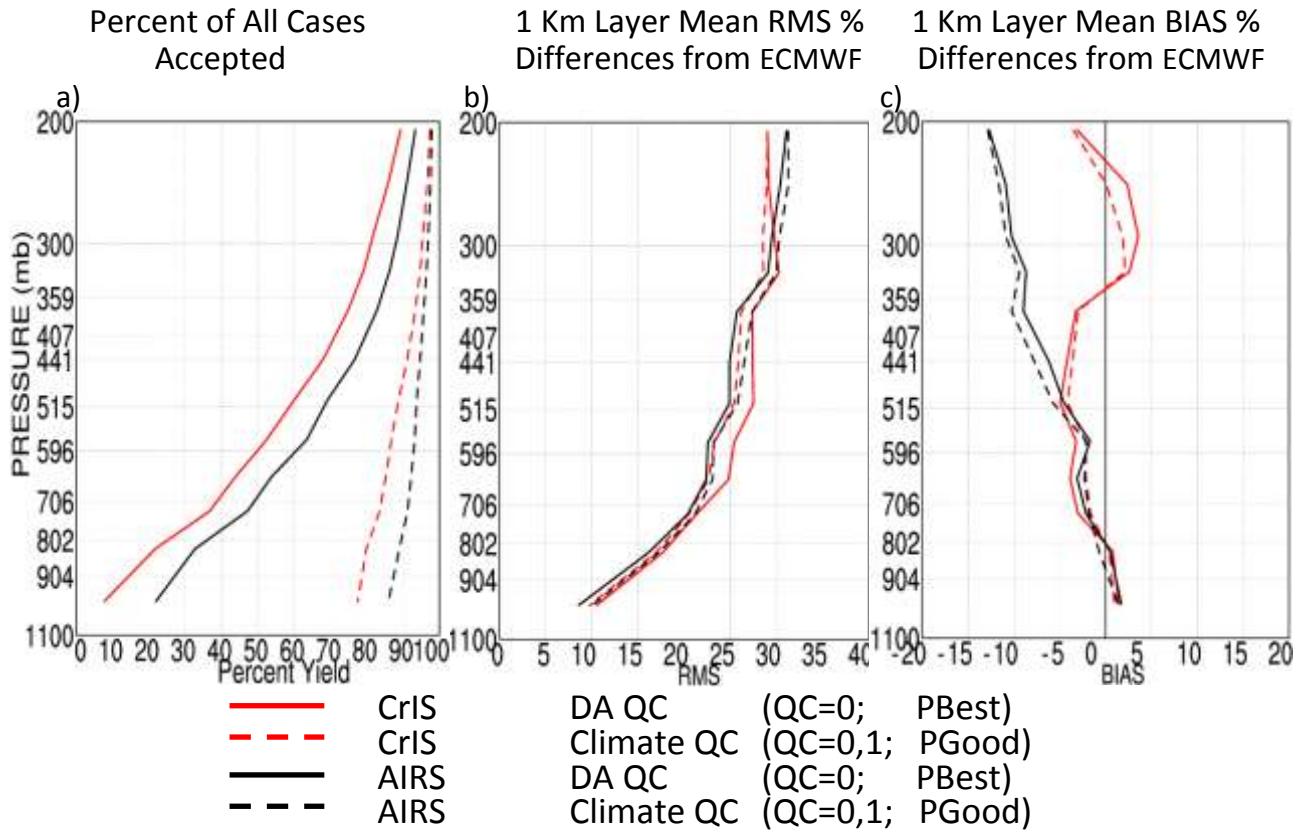 Percent of All Cases
Accepted
1 Km Layer Mean RMS %
Differences from ECMWF
1 Km Layer Mean BIAS %
Differences from ECMWF
a)
b)
c)
PRESSURE (mb)
200
300
359
407
441
515
596
706
802
904
1100
0 10 20 30 40 50 60 70 80 90 100
Percent Yield
200
300
359
407
441
515
596
706
802
904
1100
0 5 10 15 20 25 30 35 40
RMS
200
300
359
407
441
515
596
706
802
904
1100
-20 -15 -10 -5 0 5 10 15 20
BIAS
CrIS DA QC (QC=0; PBest)
CrIS Climate QC (QC=0,1; PGood)
AIRS DA QC (QC=0; PBest)
AIRS Climate QC (QC=0,1; PGood)